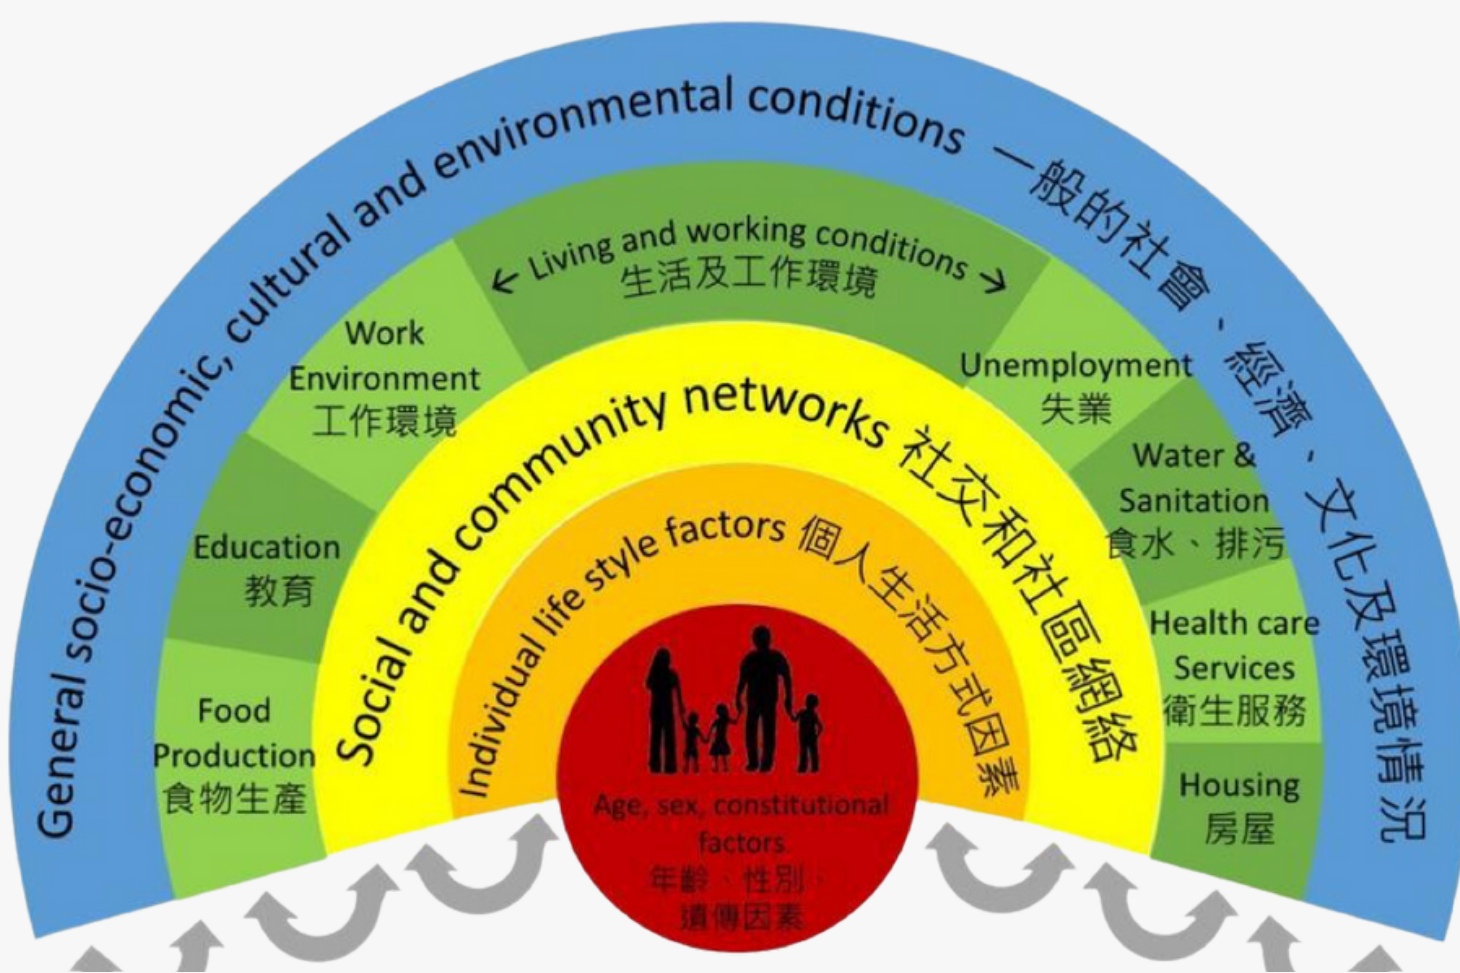 General socio-economic, cultural and environmental conditions 一般的社會、經濟、文化及環境情況
← Living and working conditions →
生活及工作環境
Work
Environment
工作環境
Education
教育
Food
Production
食物生產
Unemployment
失業
Water &
Sanitation
食水、排污
Health care
Services
衛生服務
Housing
房屋
Social and community networks 社交和社區網絡
Individual life style factors 個人生活方式因素
Age, sex, constitutional
factors
年齡、性別、
遺傳因素